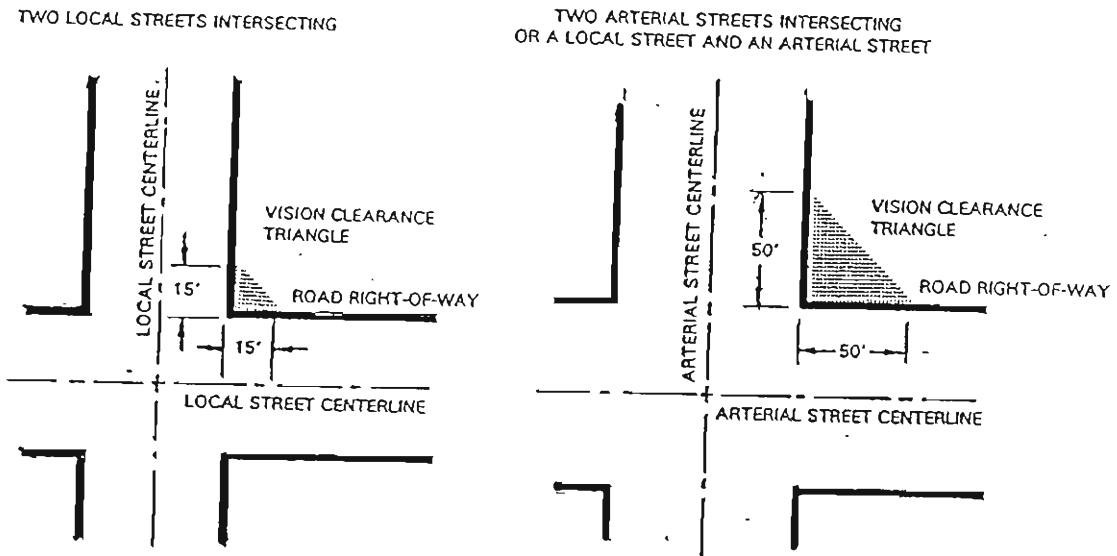 TWO LOCAL STREETS INTERSECTING
LOCAL STREET CENTERLINE
VISION CLEARANCE
TRIANGLE
15'
ROAD RIGHT-OF-WAY
15'
LOCAL STREET CENTERLINE
TWO ARTERIAL STREETS INTERSECTING
OR A LOCAL STREET AND AN ARTERIAL STREET
ARTERIAL STREET CENTERLINE
VISION CLEARANCE
TRIANGLE
50'
ROAD RIGHT-OF-WAY
50'
ARTERIAL STREET CENTERLINE